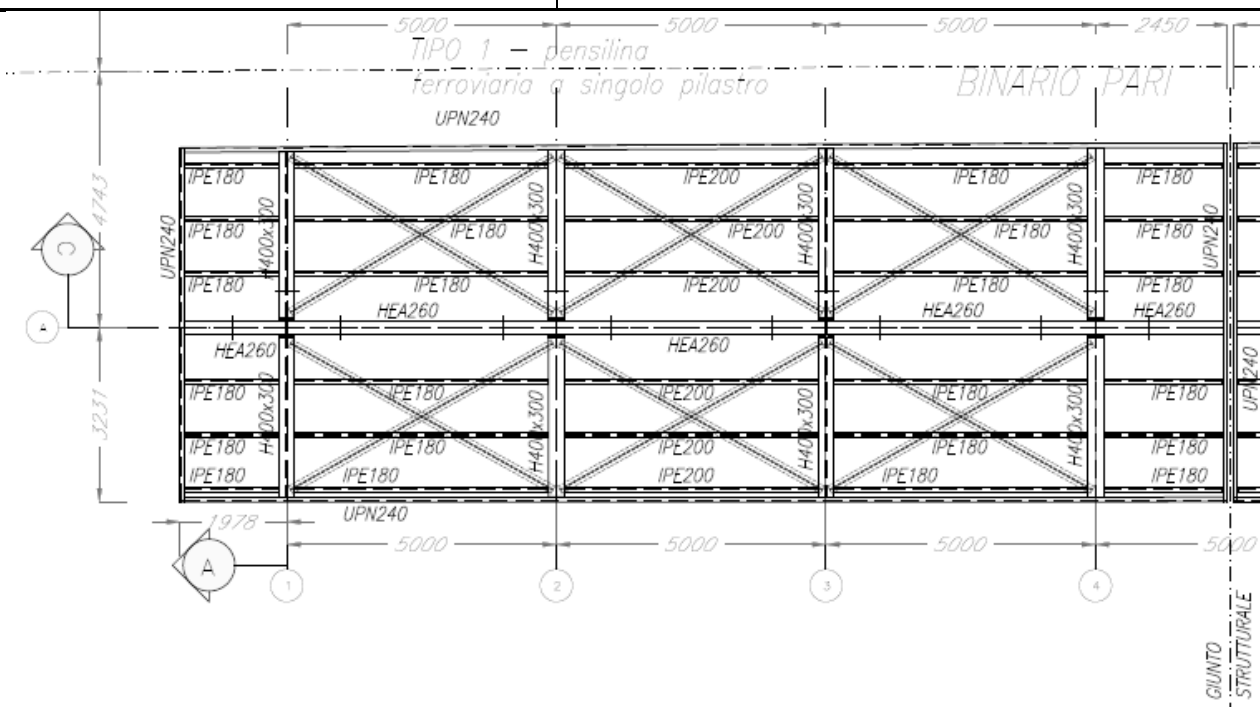 5000 5000 5000 2450
TIPO 1 – pensilina
ferroviaria a singolo pilastro BINARIO PARI
UPN240
IPE180 IPE180 IPE200 IPE180 IPE180
4743
H400x300 H400x300 H400x300 H400x300
UPN240 UPN240
IPE180 IPE180 IPE200 IPE180 IPE180
C
IPE180 IPE180 IPE200 IPE180 IPE180
HEA260 HEA260 HEA260
A
HEA260 HEA260
UPN240
IPE180 IPE180 IPE200 IPE180 IPE180
3231
H400x300 H400x300 H400x300 H400x300
IPE180 IPE180 IPE200 IPE180 IPE180
IPE180 IPE180 IPE200 IPE180 IPE180
1978 UPN240
5000 5000 5000 5000
A
1 2 3 4
GIUNTO
STRUTTURALE